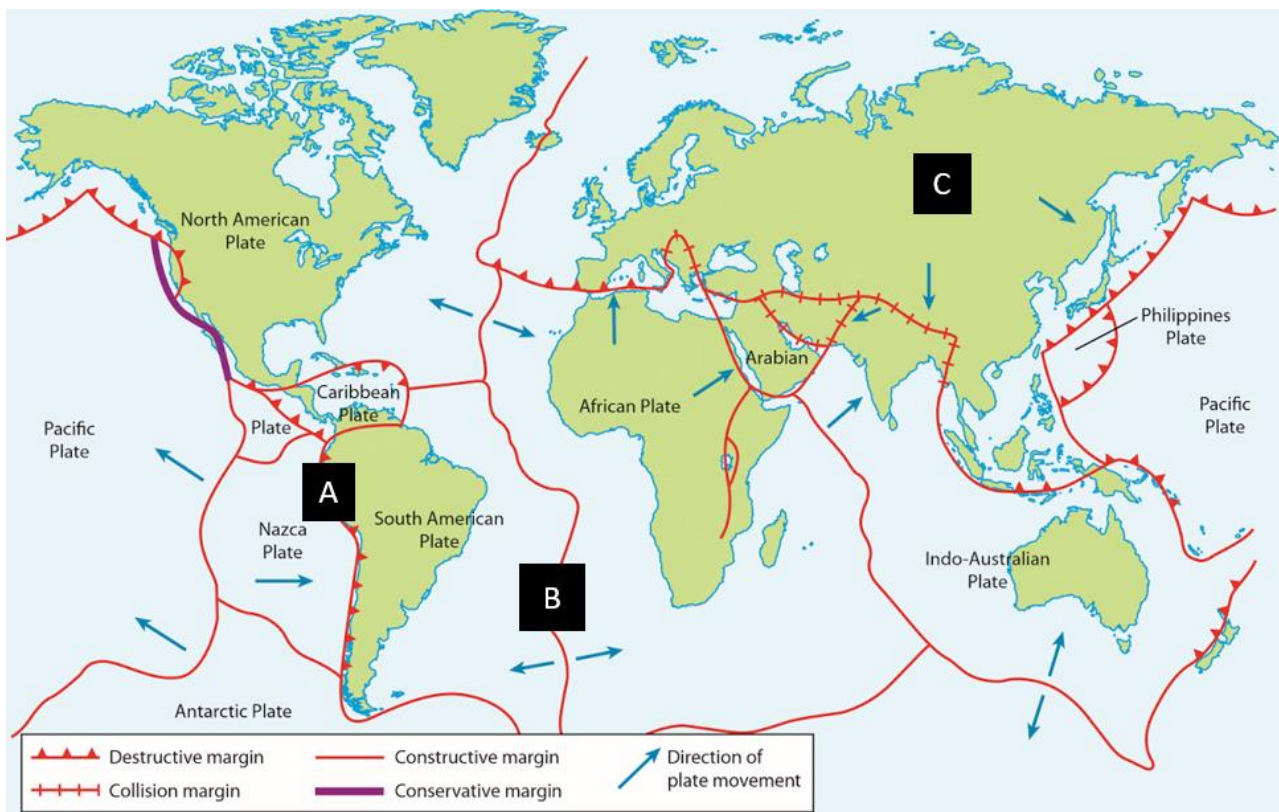 C
North American
Plate
Philippines
Plate
Arabian
Caribbean
Plate
African Plate
Pacific
Plate
Plate
Pacific
Plate
A
South American
Plate
Nazca
Plate
Indo-Australian
Plate
B
Antarctic Plate
Destructive margin
Constructive margin
Direction of
plate movement
Collision margin
Conservative margin